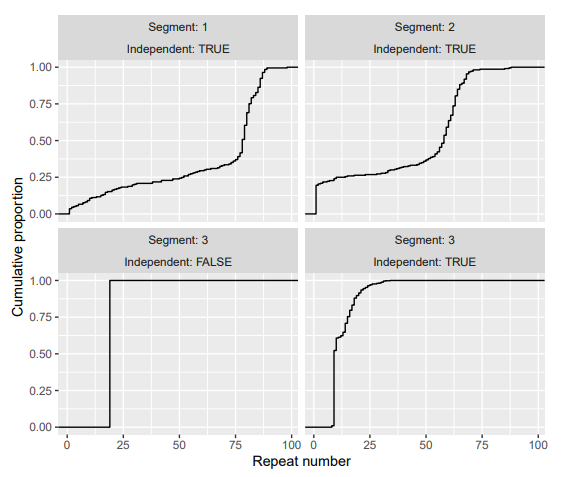 Segment: 1
Independent: TRUE
Segment: 2
Independent: TRUE
1.00
0.75
0.50
0.25
0.00
Segment: 3
Independent: FALSE
Segment: 3
Independent: TRUE
1.00
0.75
0.50
0.25
0.00
0 25 50 75 100
0 25 50 75 100
Repeat number
Cumulative proportion